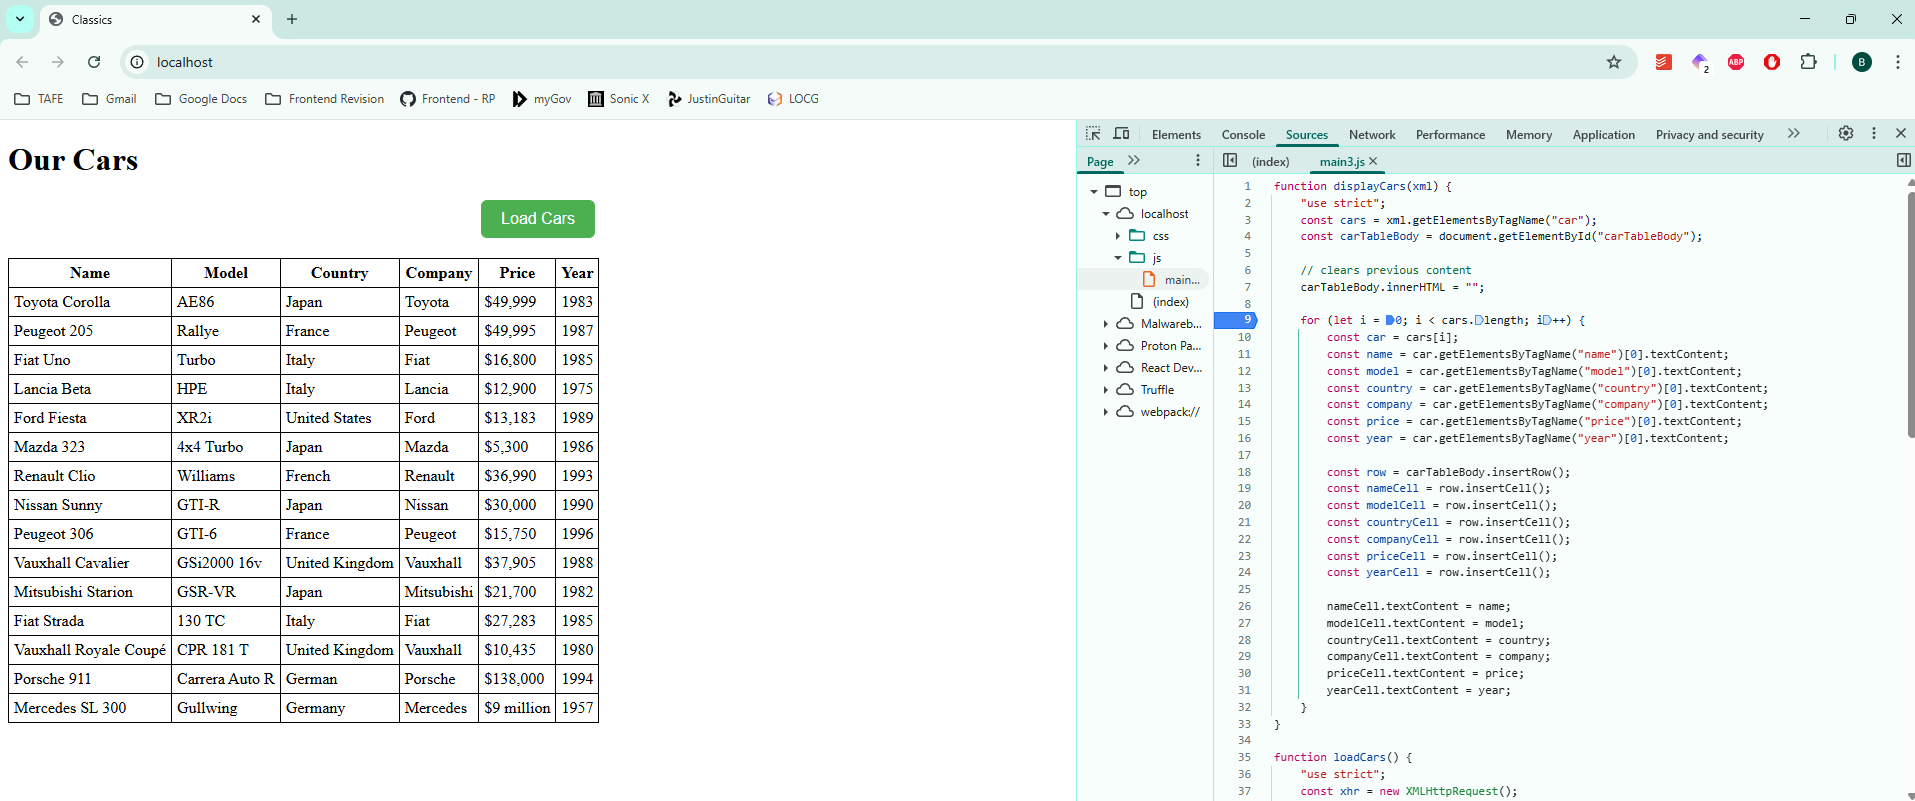 Classics
localhost
2
ABP
B
TAFE Gmail Google Docs Frontend Revision Frontend - RP myGov Sonic X JustinGuitar LOCG
Our Cars
Load Cars
Name Model Country Company Price Year
Toyota Corolla AE86 Japan Toyota $49,999 1983
Peugeot 205 Rallye France Peugeot $49,995 1987
Fiat Uno Turbo Italy Fiat $16,800 1985
Lancia Beta HPE Italy Lancia $12,900 1975
Ford Fiesta XR2i United States Ford $13,183 1989
Mazda 323 4x4 Turbo Japan Mazda $5,300 1986
Renault Clio Williams French Renault $36,990 1993
Nissan Sunny GTI-R Japan Nissan $30,000 1990
Peugeot 306 GTI-6 France Peugeot $15,750 1996
Vauxhall Cavalier GSi2000 16v United Kingdom Vauxhall $37,905 1988
Mitsubishi Starion GSR-VR Japan Mitsubishi $21,700 1982
Fiat Strada 130 TC Italy Fiat $27,283 1985
Vauxhall Royale Coupé CPR 181 T United Kingdom Vauxhall $10,435 1980
Porsche 911 Carrera Auto R German Porsche $138,000 1994
Mercedes SL 300 Gullwing Germany Mercedes $9 million 1957
Elements Console Sources Network Performance Memory Application Privacy and security
Page
(index) main3.js
top
localhost
css
js
main...
(index)
Malwareb...
Proton Pa...
React Dev...
Truffle
webpack://
1 function displayCars(xml) {
2 "use strict";
3 const cars = xml.getElementsByTagName("car");
4 const carTableBody = document.getElementById("carTableBody");
5
6 // clears previous content
7 carTableBody.innerHTML = "";
8
9 for (let i = 0; i < cars.length; i++) {
10 const car = cars[i];
11 const name = car.getElementsByTagName("name")[0].textContent;
12 const model = car.getElementsByTagName("model")[0].textContent;
13 const country = car.getElementsByTagName("country")[0].textContent;
14 const company = car.getElementsByTagName("company")[0].textContent;
15 const price = car.getElementsByTagName("price")[0].textContent;
16 const year = car.getElementsByTagName("year")[0].textContent;
17
18 const row = carTableBody.insertRow();
19 const nameCell = row.insertCell();
20 const modelCell = row.insertCell();
21 const countryCell = row.insertCell();
22 const companyCell = row.insertCell();
23 const priceCell = row.insertCell();
24 const yearCell = row.insertCell();
25
26 nameCell.textContent = name;
27 modelCell.textContent = model;
28 countryCell.textContent = country;
29 companyCell.textContent = company;
30 priceCell.textContent = price;
31 yearCell.textContent = year;
32 }
33 }
34
35 function loadCars() {
36 "use strict";
37 const xhr = new XMLHttpRequest();